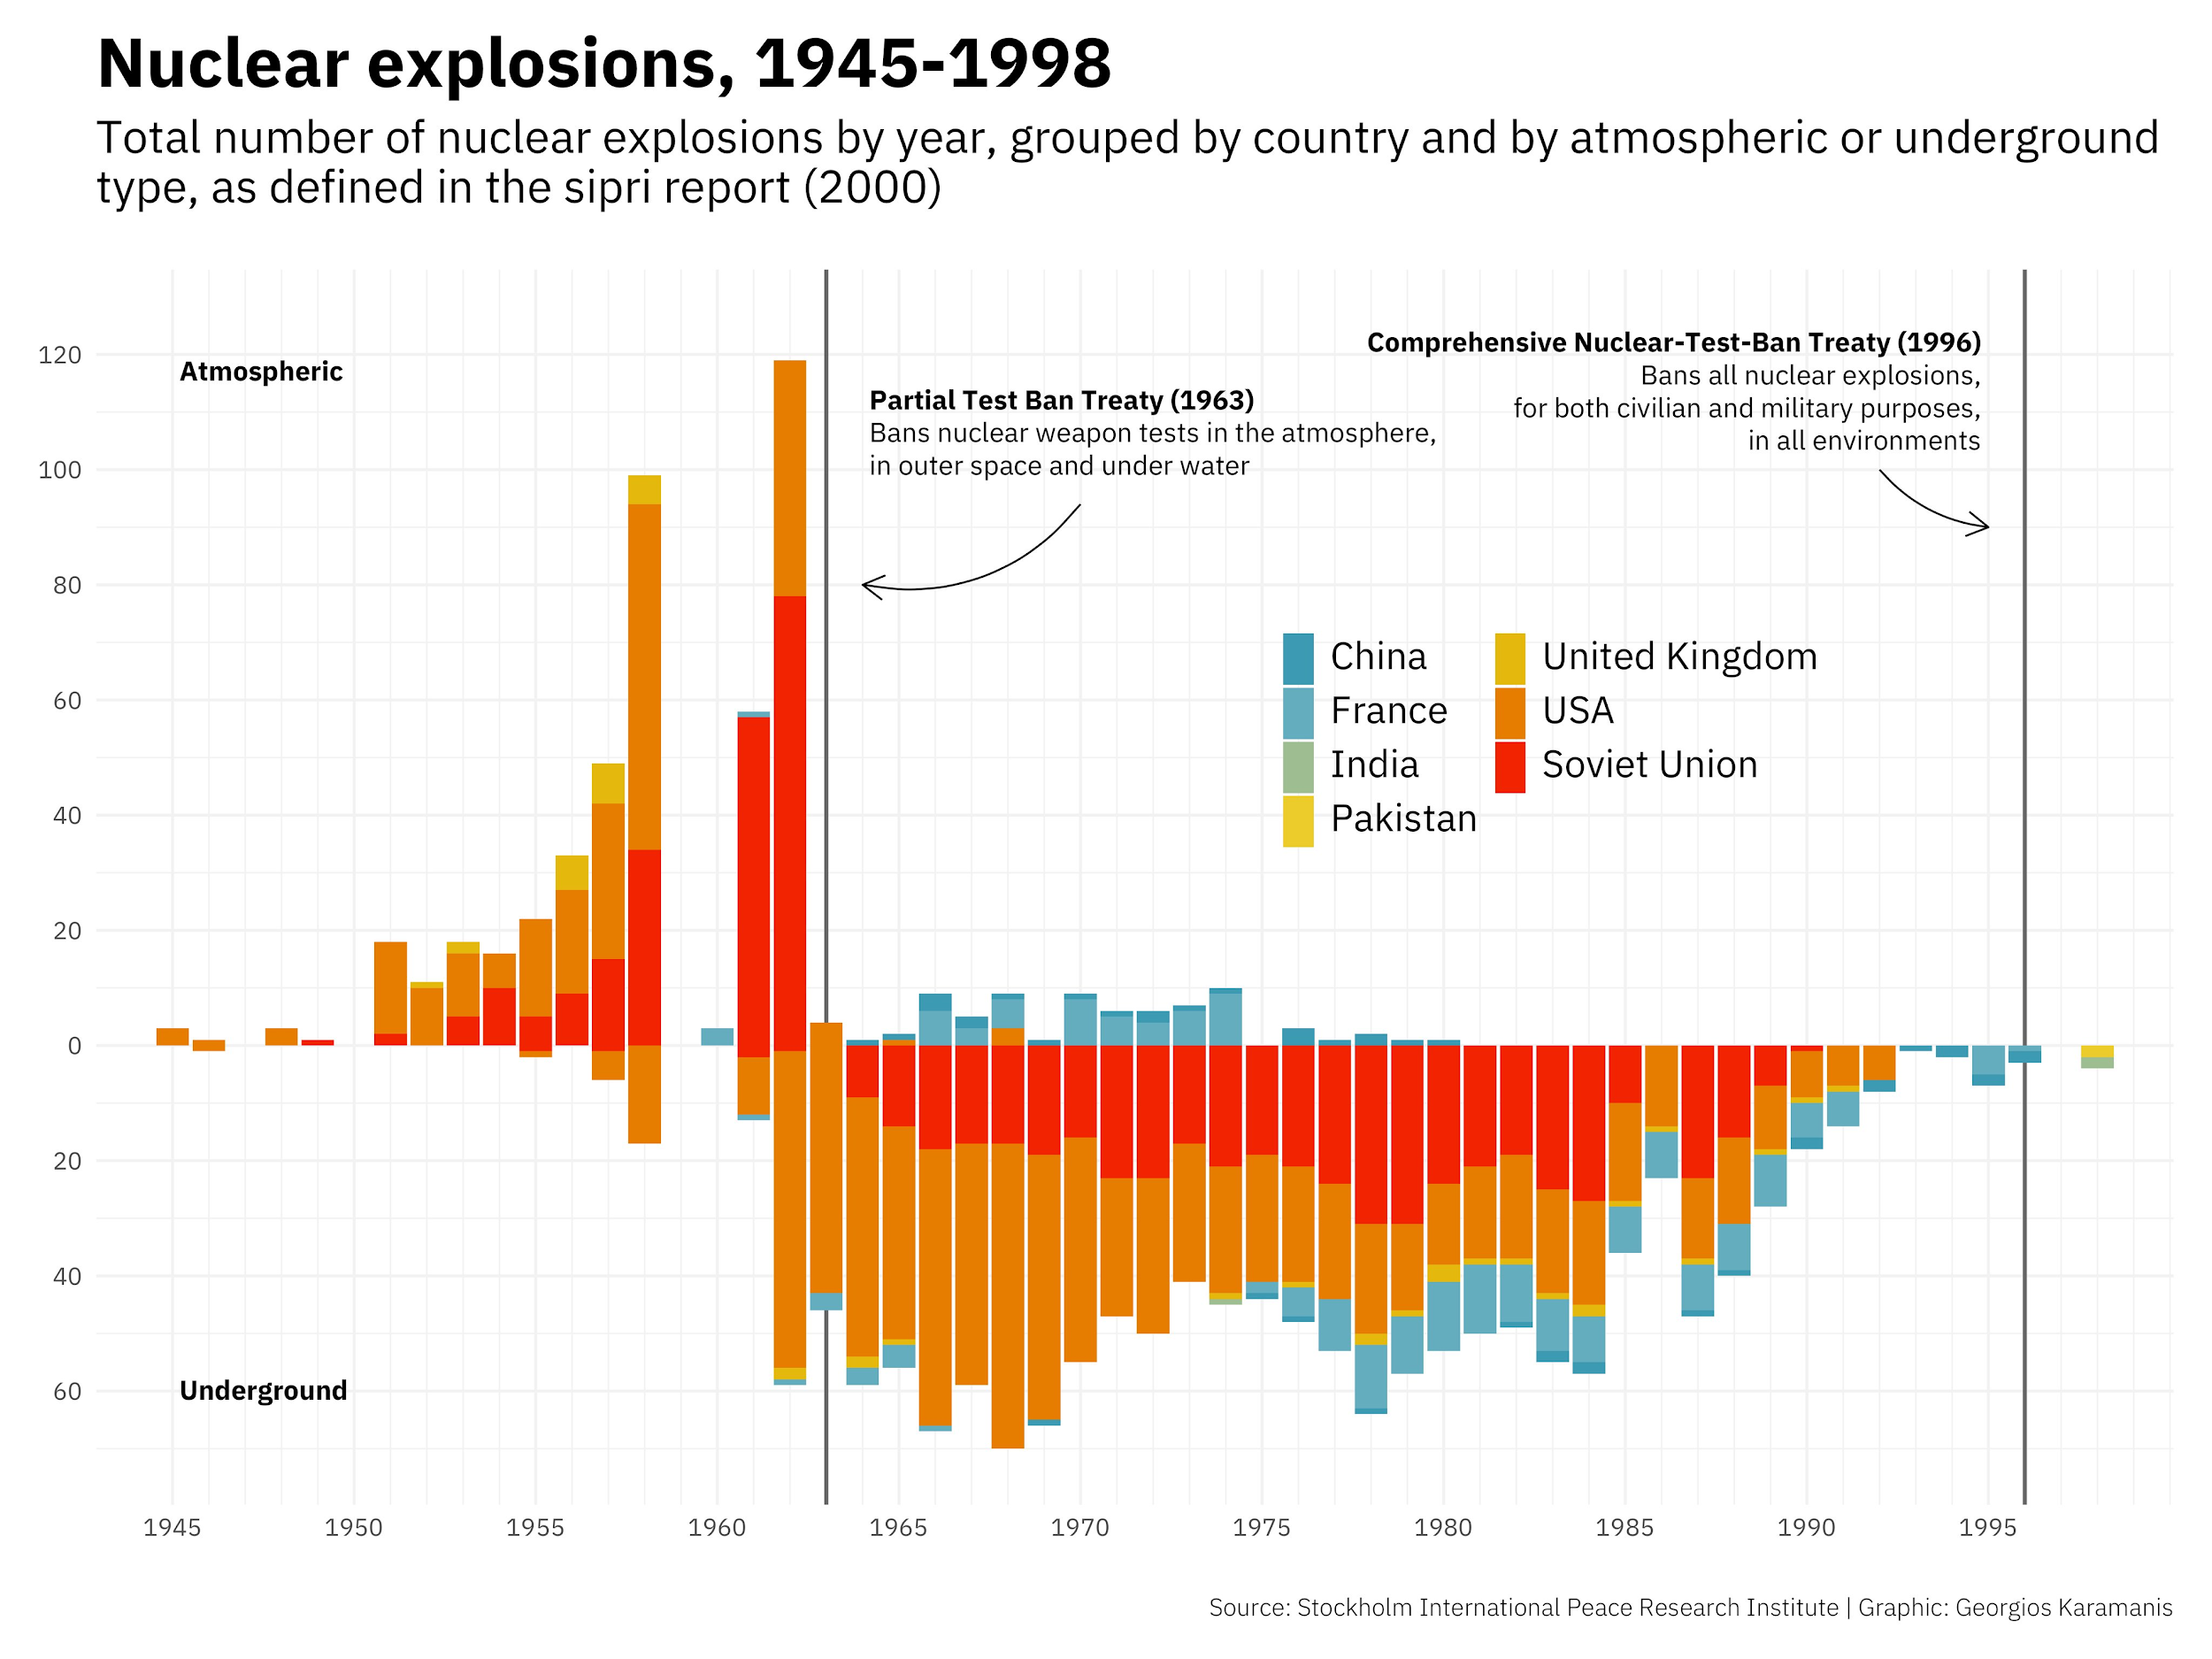 Nuclear explosions, 1945-1998
Total number of nuclear explosions by year, grouped by country and by atmospheric or underground
type, as defined in the sipri report (2000)
Atmospheric
Partial Test Ban Treaty (1963)
Bans nuclear weapon tests in the atmosphere,
in outer space and under water
Comprehensive Nuclear-Test-Ban Treaty (1996)
Bans all nuclear explosions,
for both civilian and military purposes,
in all environments
China
France
India
Pakistan
United Kingdom
USA
Soviet Union
120
100
80
60
40
20
0
20
40
60
Underground
1945 1950 1955 1960 1965 1970 1975 1980 1985 1990 1995
Source: Stockholm International Peace Research Institute | Graphic: Georgios Karamanis